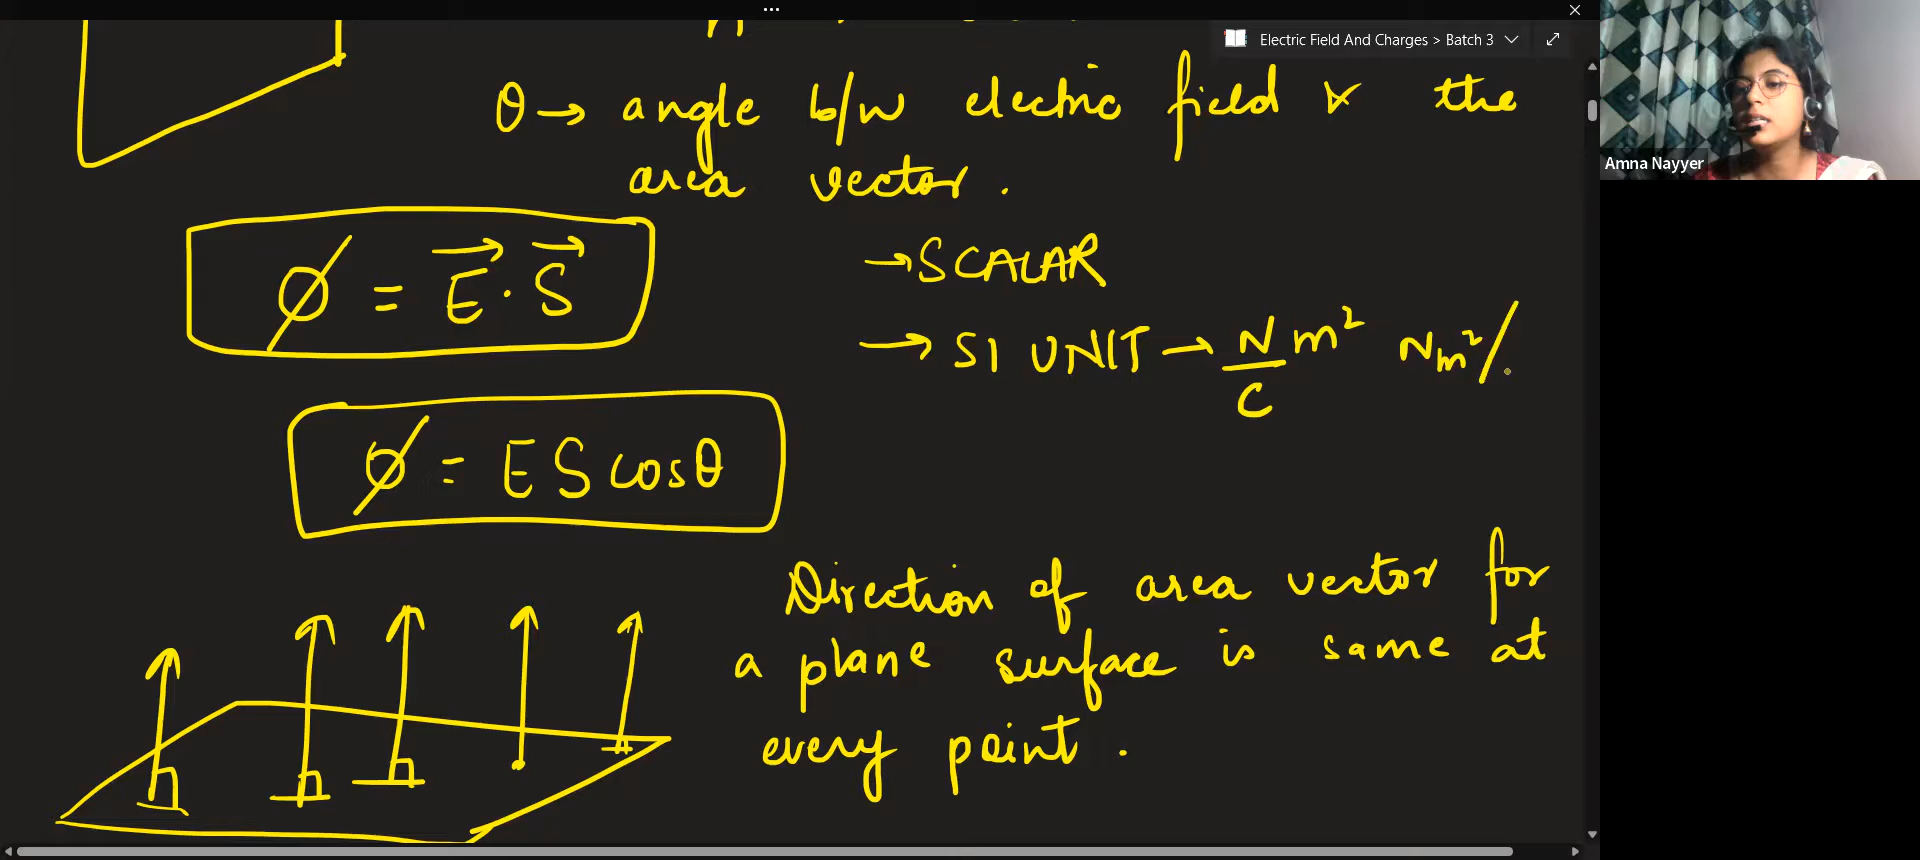 ...
Electric Field And Charges > Batch 3
θ → angle b/w electric field & the
area vector.
Amna Nayyer
ϕ = E⃗ · S⃗
→ SCALAR
→ SI UNIT → N/C m² Nm²/
ϕ = E S cosθ
Direction of area vector for
a plane surface is same at
every point.